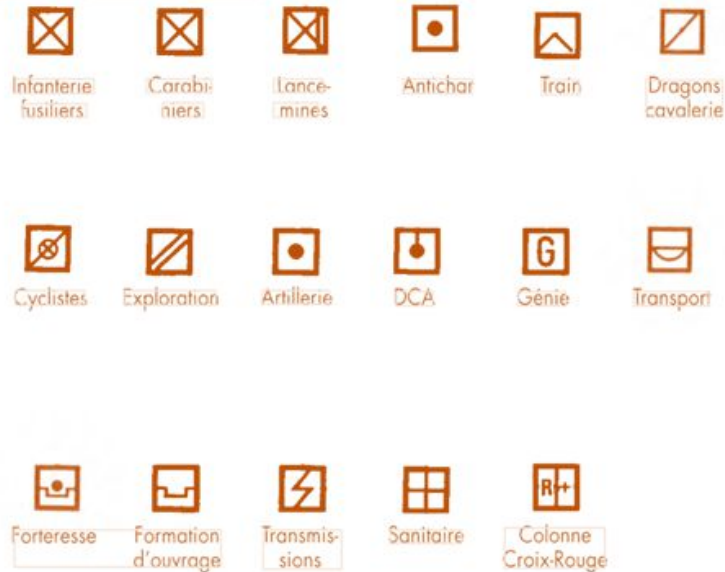 Infanterie Carabi- Lance- Antichar Train Dragons
fusiliers niers mines cavalerie
G
Cyclistes Exploration Artillerie DCA Génie Transport
R+
Forteresse Formation Transmis- Sanitaire Colonne
d'ouvrage sions Croix-Rouge